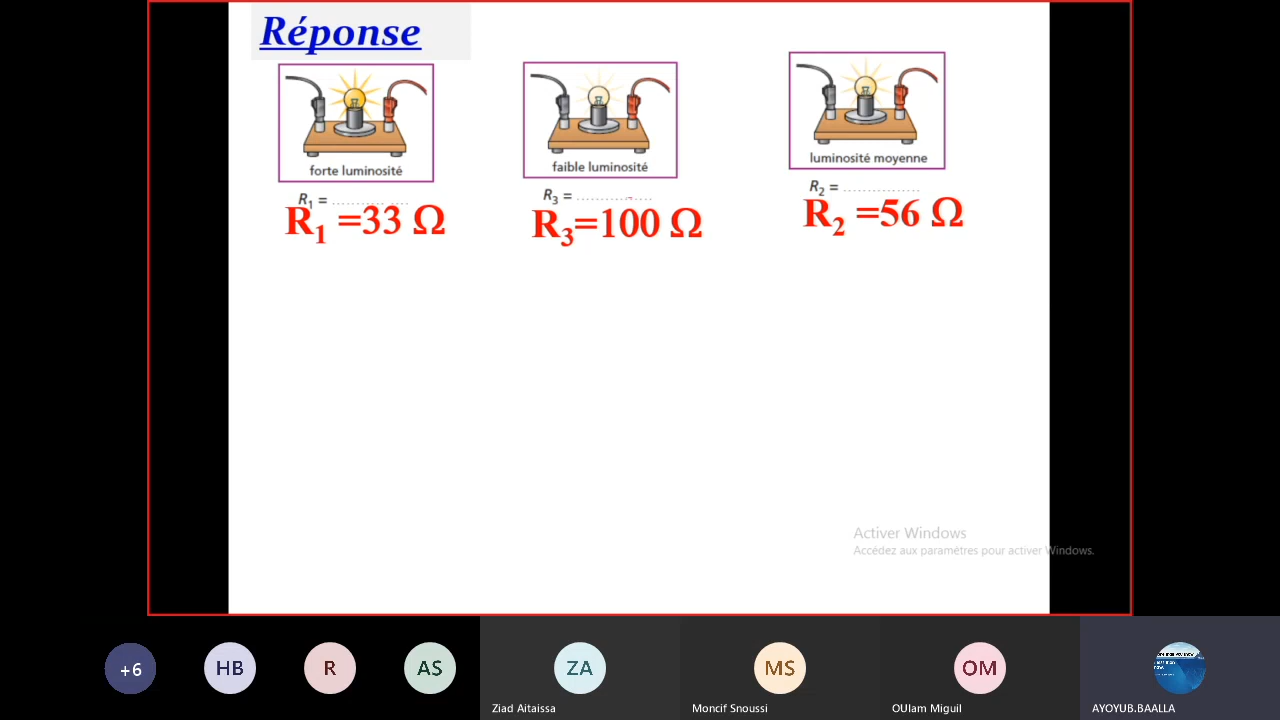 Réponse
forte luminosité
R1 = ..................
R1 =33 Ω
faible luminosité
R3 = ..................
R3=100 Ω
luminosité moyenne
R2 = ..................
R2 =56 Ω
Activer Windows
Accédez aux paramètres pour activer Windows.
+6
HB
R
AS
ZA
Ziad Aitaissa
MS
Moncif Snoussi
OM
OUlam Miguil
AYOYUB.BAALLA